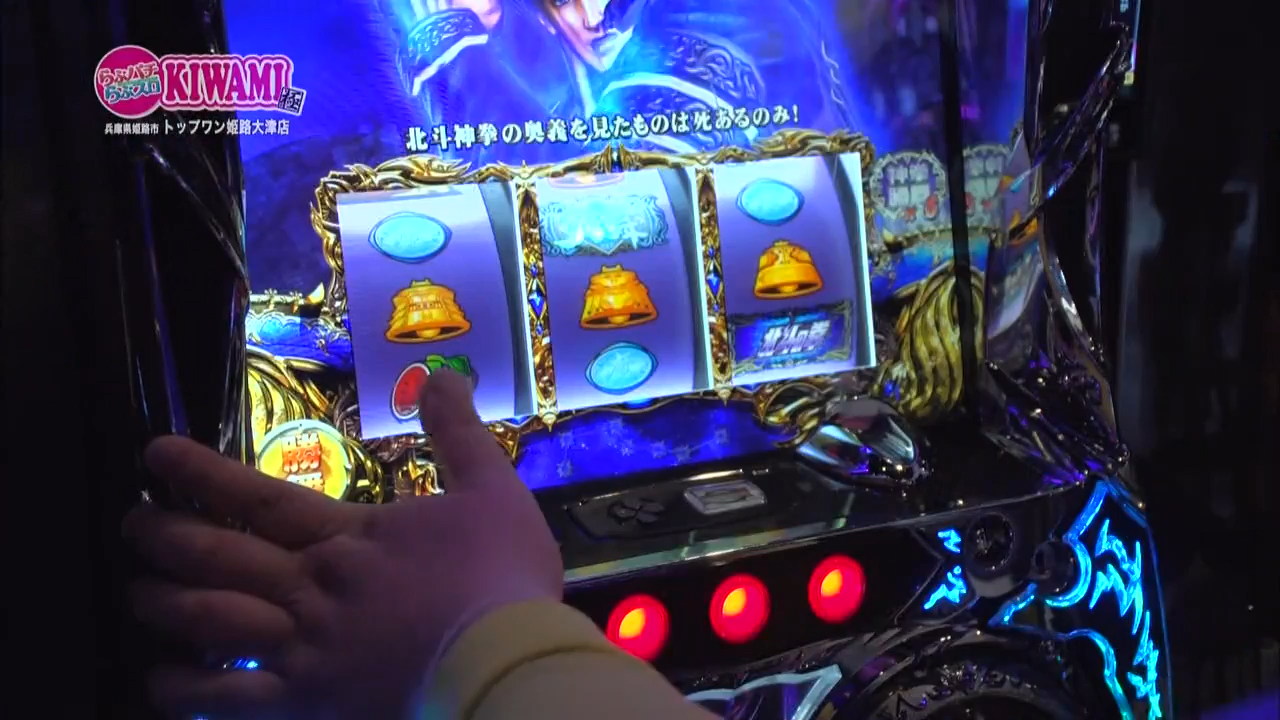 らぶパチ
らぶスロ
KIWAMI
極
兵庫県姫路市 トップワン姫路大津店
北斗神拳の奥義を見たものは死あるのみ!
北斗の拳